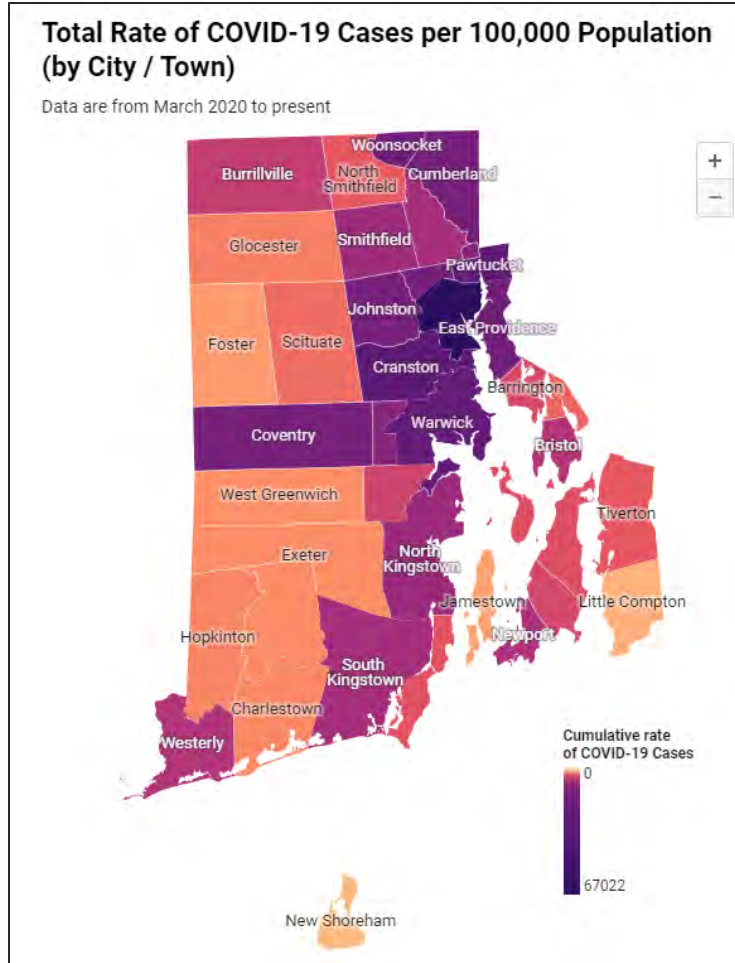 Total Rate of COVID-19 Cases per 100,000 Population
(by City / Town)
Data are from March 2020 to present
+
−
Woonsocket
Burrillville
North
Smithfield
Cumberland
Glocester
Smithfield
Pawtucket
Johnston
East Providence
Foster
Scituate
Cranston
Barrington
Warwick
Coventry
Bristol
West Greenwich
Tiverton
Exeter
North
Kingstown
Jamestown
Little Compton
Hopkinton
Newport
South
Kingstown
Charlestown
Westerly
Cumulative rate
of COVID-19 Cases
0
67022
New Shoreham